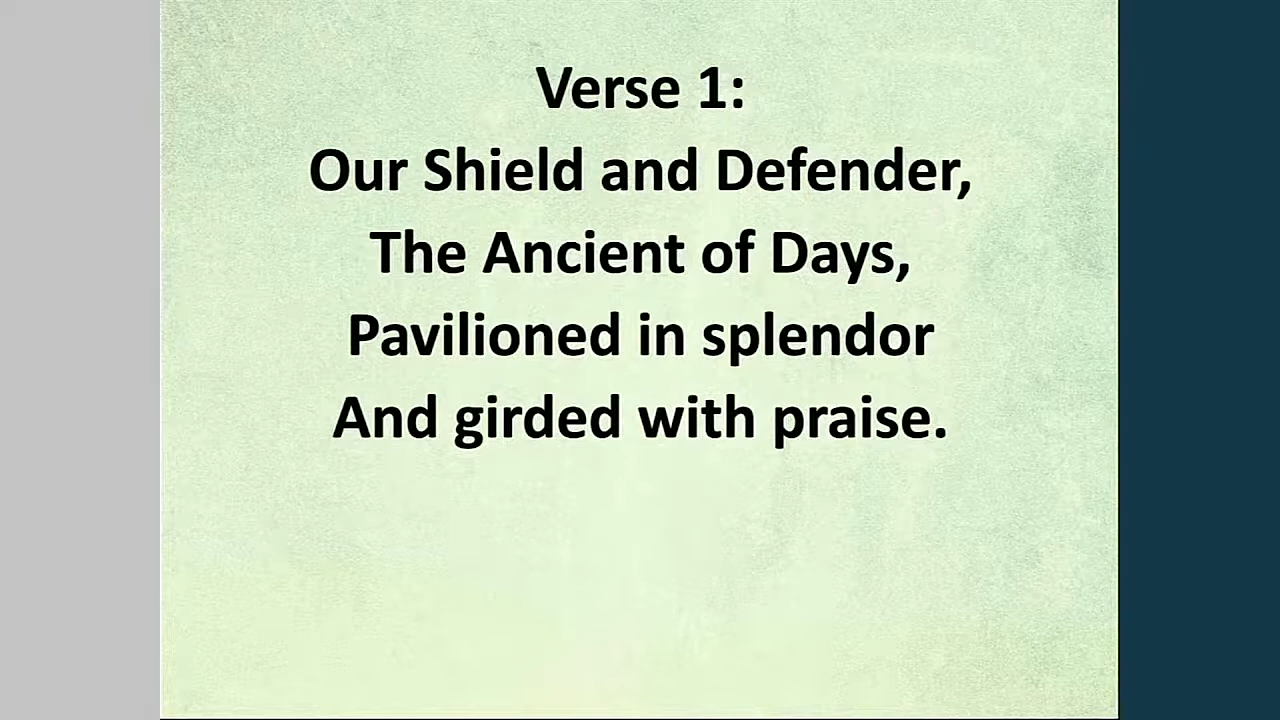 Verse 1:
Our Shield and Defender,
The Ancient of Days,
Pavilioned in splendor
And girded with praise.